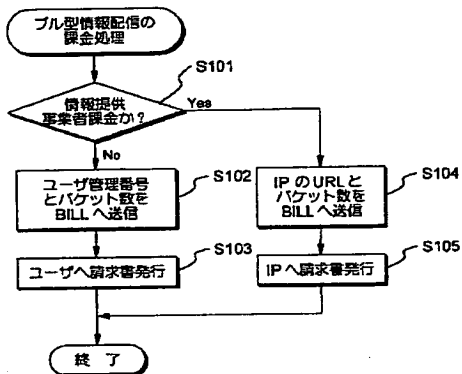 プル型情報配信の
課金処理
S101
情報提供
事業者課金か?
Yes
No
ユーザ管理番号
とパケット数を
BILLへ送信
S102
IPのURLと
パケット数を
BILLへ送信
S104
ユーザへ請求書発行
S103
IPへ請求書発行
S105
終了